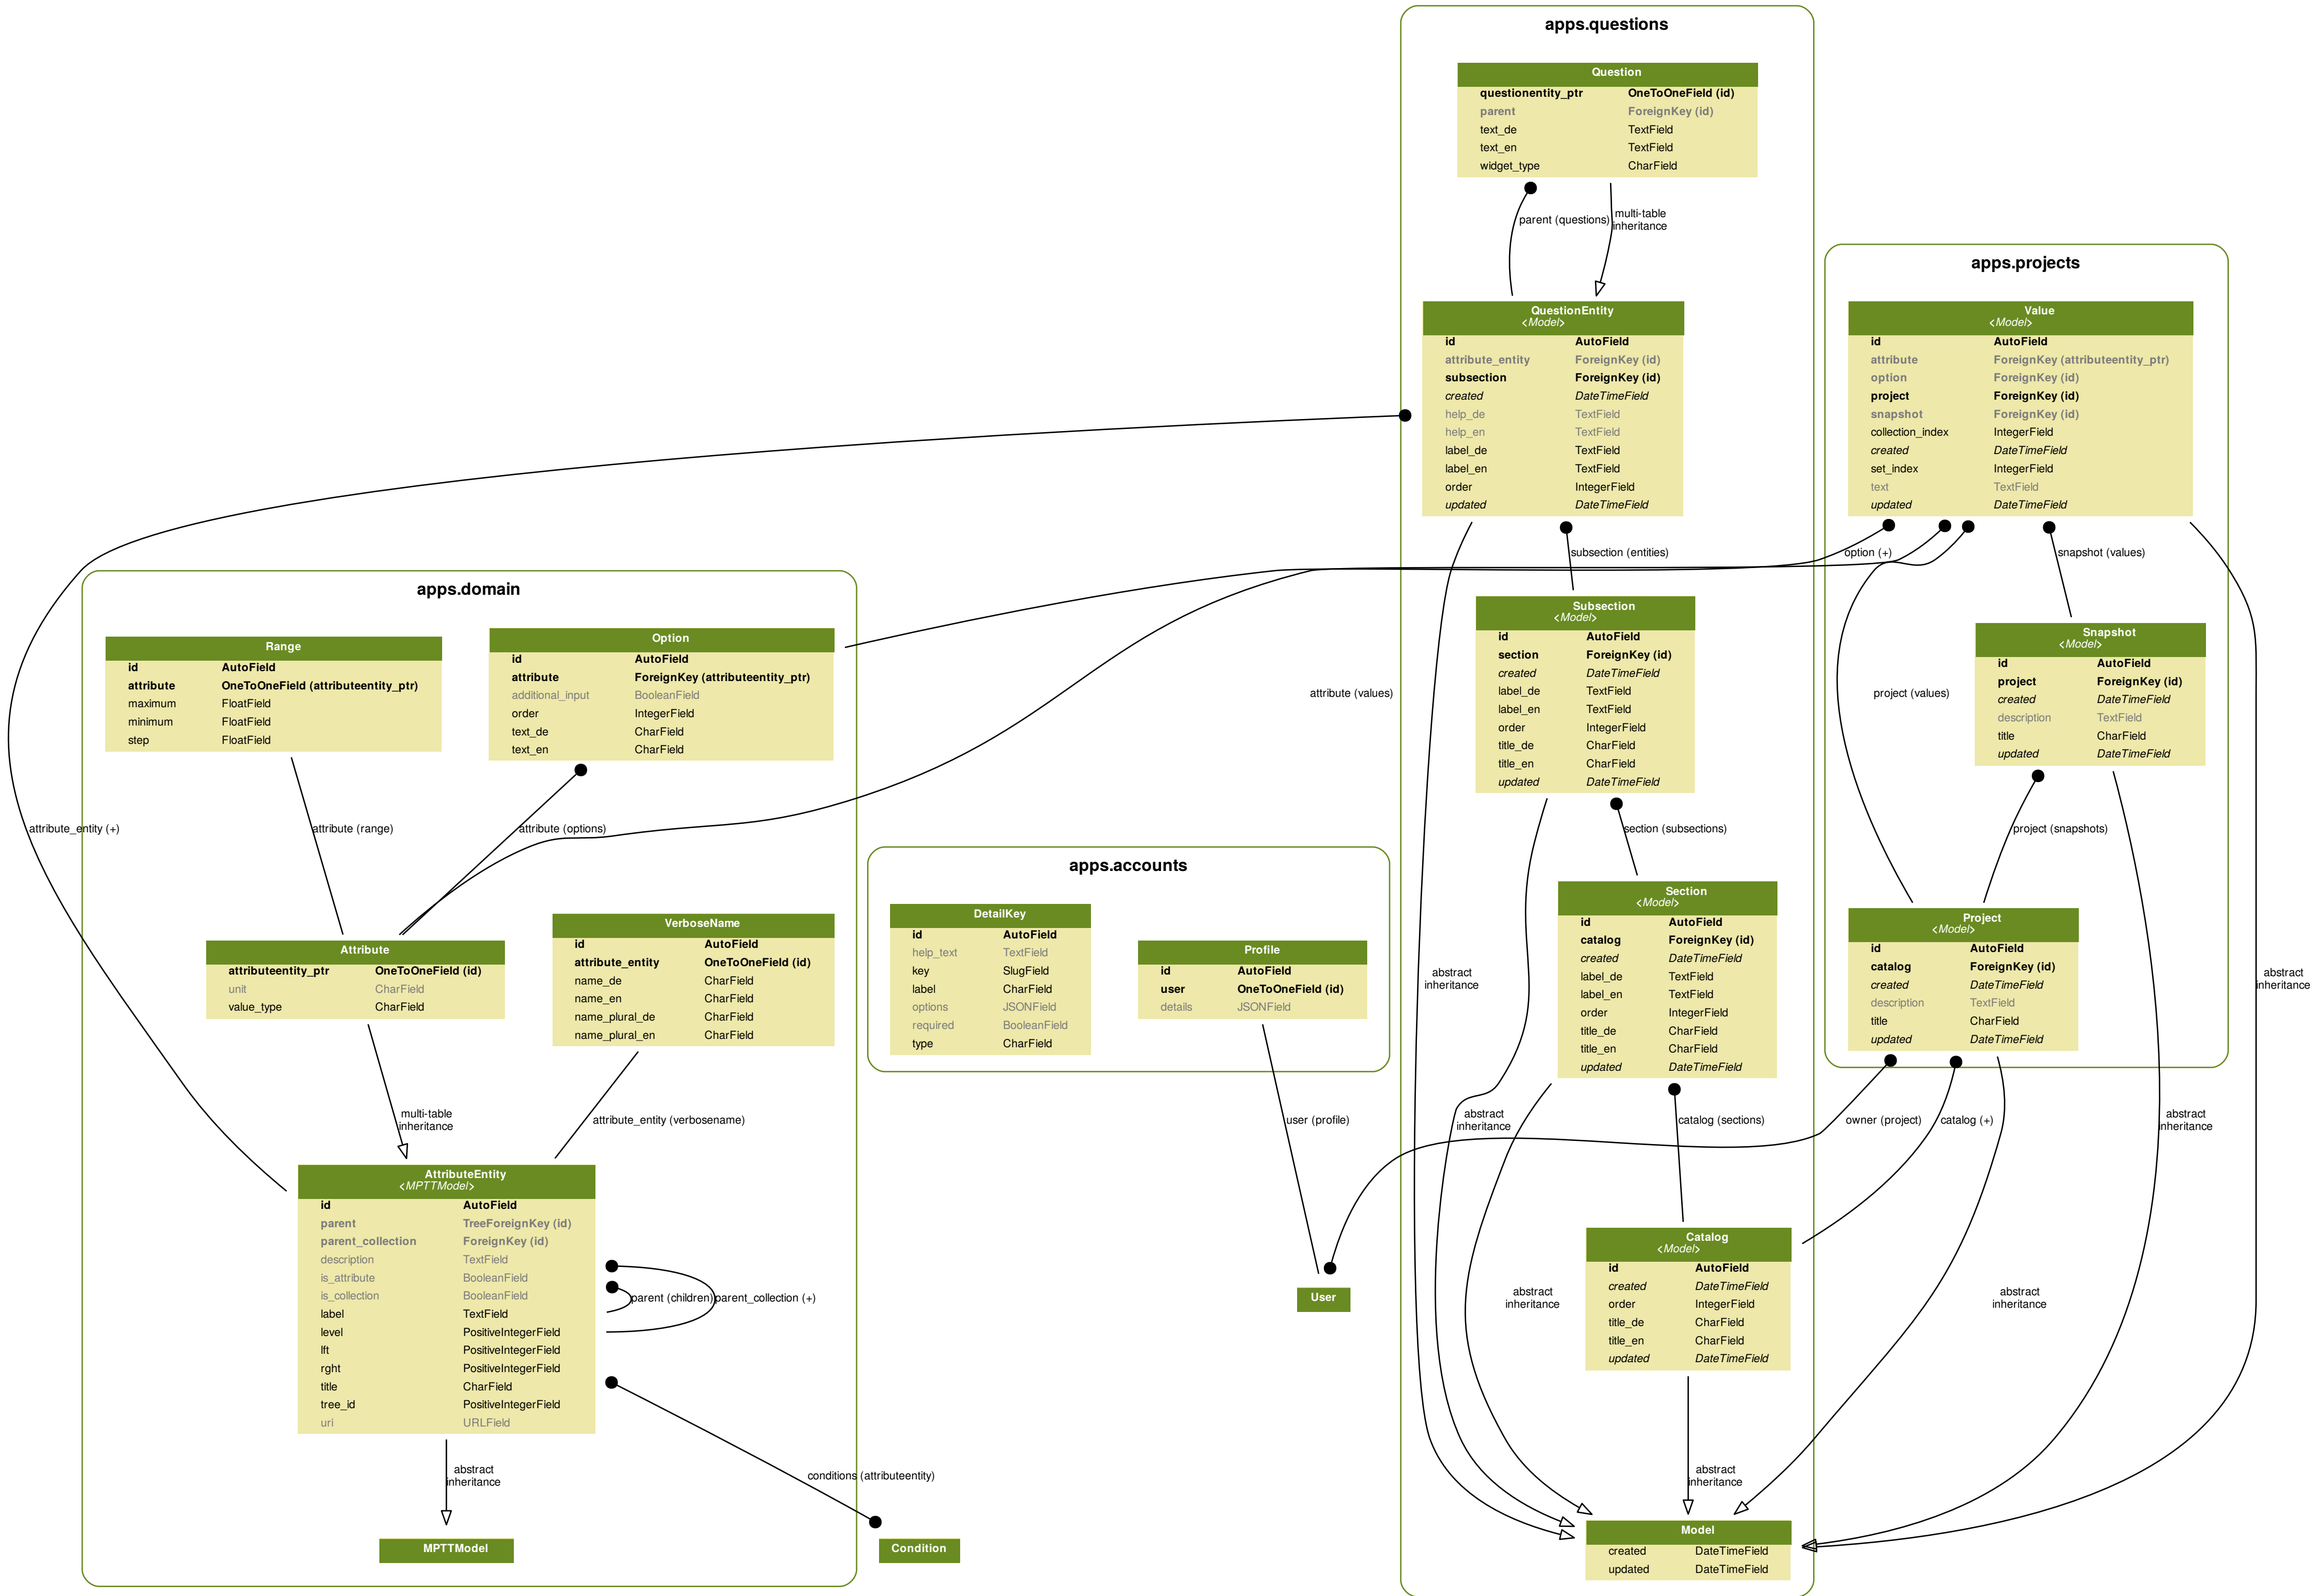 apps.questions
Question
questionentity_ptr OneToOneField (id)
parent ForeignKey (id)
text_de TextField
text_en TextField
widget_type CharField
parent (questions)
multi-table
inheritance
QuestionEntity
<Model>
id AutoField
attribute_entity ForeignKey (id)
subsection ForeignKey (id)
created DateTimeField
help_de TextField
help_en TextField
label_de TextField
label_en TextField
order IntegerField
updated DateTimeField
subsection (entities)
Subsection
<Model>
id AutoField
section ForeignKey (id)
created DateTimeField
label_de TextField
label_en TextField
order IntegerField
title_de CharField
title_en CharField
updated DateTimeField
section (subsections)
Section
<Model>
id AutoField
catalog ForeignKey (id)
created DateTimeField
label_de TextField
label_en TextField
order IntegerField
title_de CharField
title_en CharField
updated DateTimeField
abstract
inheritance
abstract
inheritance
catalog (sections)
Catalog
<Model>
id AutoField
created DateTimeField
order IntegerField
title_de CharField
title_en CharField
updated DateTimeField
abstract
inheritance
abstract
inheritance
Model
created DateTimeField
updated DateTimeField
apps.projects
Value
<Model>
id AutoField
attribute ForeignKey (attributeentity_ptr)
option ForeignKey (id)
project ForeignKey (id)
snapshot ForeignKey (id)
collection_index IntegerField
created DateTimeField
set_index IntegerField
text TextField
updated DateTimeField
option (+)
snapshot (values)
Snapshot
<Model>
id AutoField
project ForeignKey (id)
created DateTimeField
description TextField
title CharField
updated DateTimeField
project (values)
project (snapshots)
Project
<Model>
id AutoField
catalog ForeignKey (id)
created DateTimeField
description TextField
title CharField
updated DateTimeField
abstract
inheritance
owner (project)
catalog (+)
abstract
inheritance
abstract
inheritance
apps.domain
Range
id AutoField
attribute OneToOneField (attributeentity_ptr)
maximum FloatField
minimum FloatField
step FloatField
Option
id AutoField
attribute ForeignKey (attributeentity_ptr)
additional_input BooleanField
order IntegerField
text_de CharField
text_en CharField
attribute (values)
attribute_entity (+)
attribute (range)
attribute (options)
Attribute
attributeentity_ptr OneToOneField (id)
unit CharField
value_type CharField
VerboseName
id AutoField
attribute_entity OneToOneField (id)
name_de CharField
name_en CharField
name_plural_de CharField
name_plural_en CharField
multi-table
inheritance
attribute_entity (verbosename)
AttributeEntity
<MPTTModel>
id AutoField
parent TreeForeignKey (id)
parent_collection ForeignKey (id)
description TextField
is_attribute BooleanField
is_collection BooleanField
label TextField
level PositiveIntegerField
lft PositiveIntegerField
rght PositiveIntegerField
title CharField
tree_id PositiveIntegerField
uri URLField
parent (children)
parent_collection (+)
abstract
inheritance
conditions (attributeentity)
MPTTModel
Condition
apps.accounts
DetailKey
id AutoField
help_text TextField
key SlugField
label CharField
options JSONField
required BooleanField
type CharField
Profile
id AutoField
user OneToOneField (id)
details JSONField
user (profile)
User